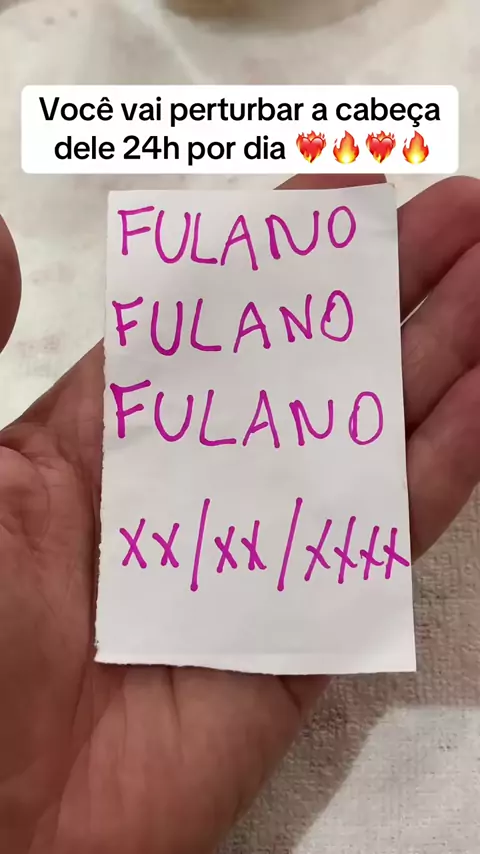 Você vai perturbar a cabeça
dele 24h por dia ❤️‍🔥🔥❤️‍🔥🔥
FULANO
FULANO
FULANO
xx/xx/xxxx